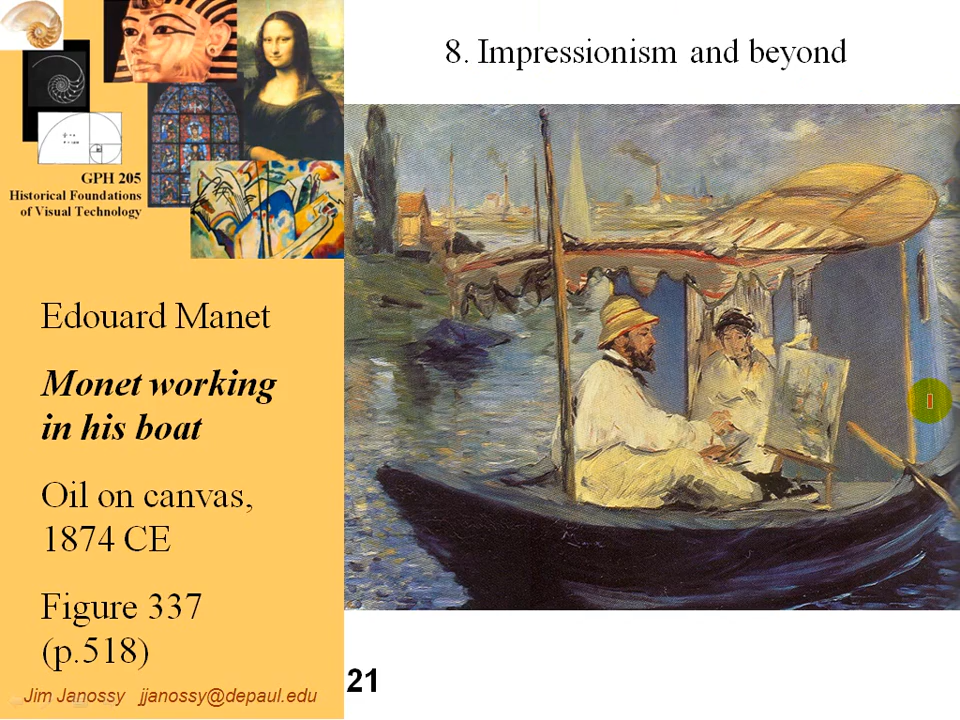 8. Impressionism and beyond
GPH 205
Historical Foundations
of Visual Technology
Edouard Manet
Monet working
in his boat
Oil on canvas,
1874 CE
Figure 337
(p.518)
Jim Janossy jjanossy@depaul.edu
21